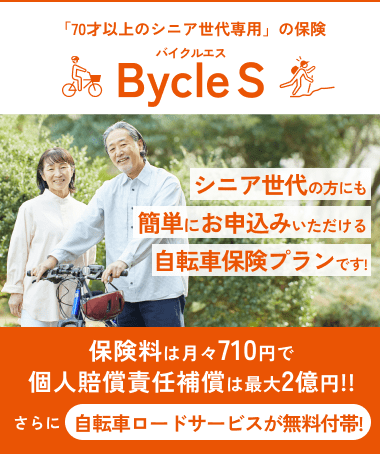 「70才以上のシニア世代専用」の保険
バイクルエス
Bycle S
シニア世代の方にも
簡単にお申込みいただける
自転車保険プランです!
保険料は月々710円で
個人賠償責任補償は最大2億円!!
さらに 自転車ロードサービスが無料付帯!